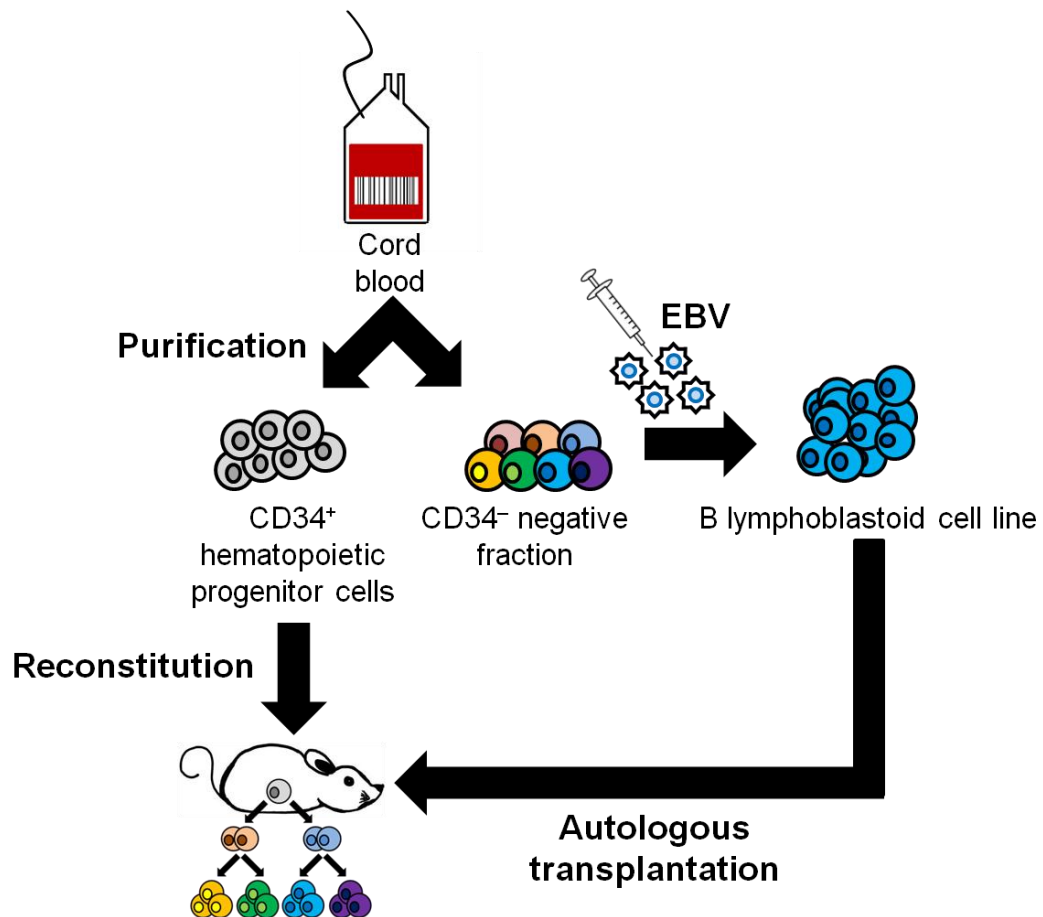 Cord
blood
Purification
EBV
CD34⁺
hematopoietic
progenitor cells
CD34⁻ negative
fraction
B lymphoblastoid cell line
Reconstitution
Autologous
transplantation